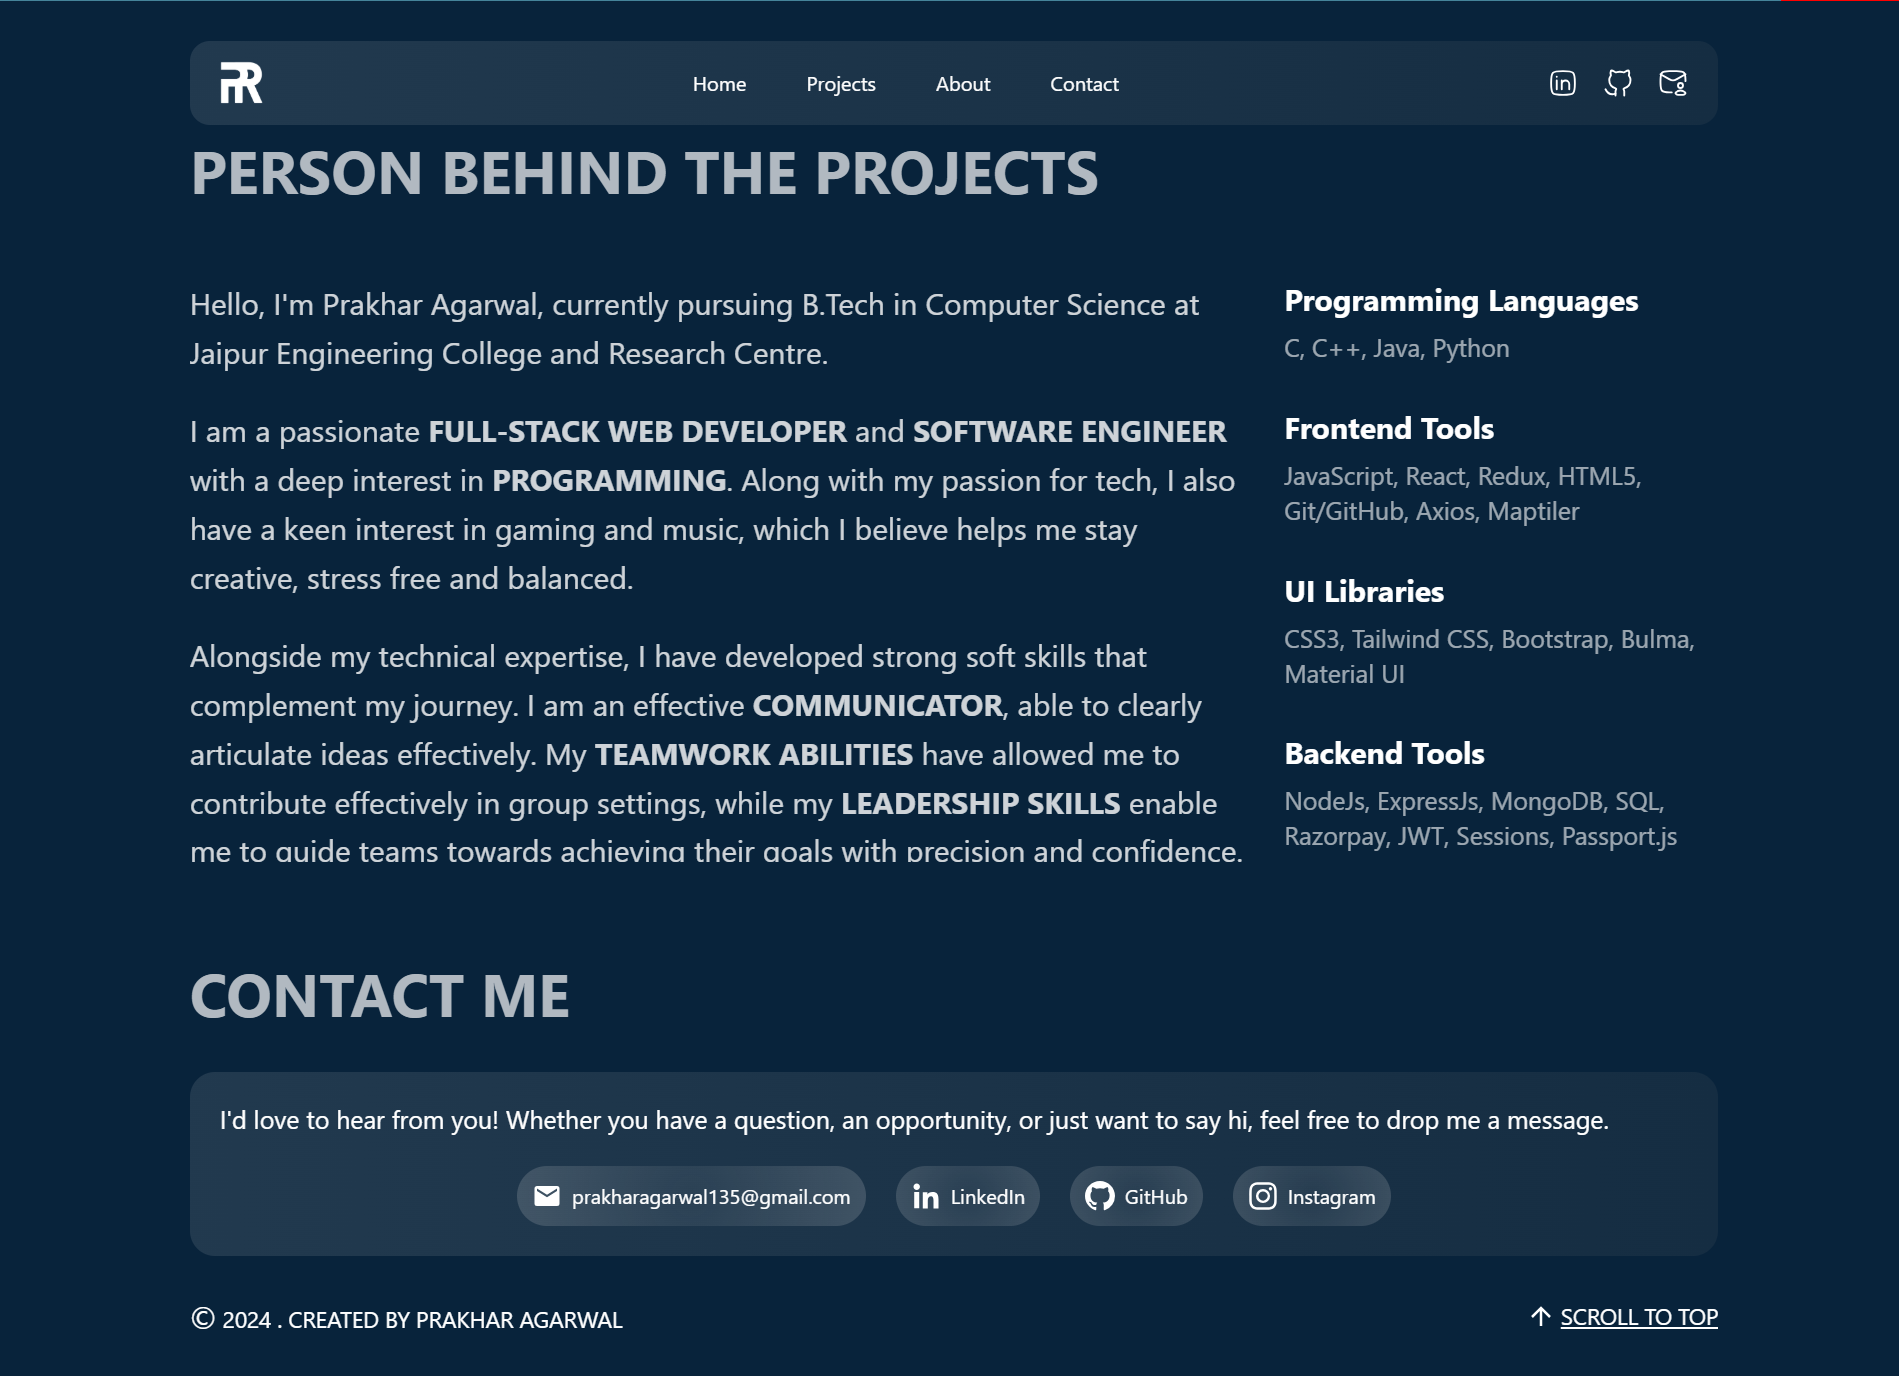 Home Projects About Contact
PERSON BEHIND THE PROJECTS
Hello, I'm Prakhar Agarwal, currently pursuing B.Tech in Computer Science at
Jaipur Engineering College and Research Centre.
I am a passionate FULL-STACK WEB DEVELOPER and SOFTWARE ENGINEER
with a deep interest in PROGRAMMING. Along with my passion for tech, I also
have a keen interest in gaming and music, which I believe helps me stay
creative, stress free and balanced.
Alongside my technical expertise, I have developed strong soft skills that
complement my journey. I am an effective COMMUNICATOR, able to clearly
articulate ideas effectively. My TEAMWORK ABILITIES have allowed me to
contribute effectively in group settings, while my LEADERSHIP SKILLS enable
me to guide teams towards achieving their goals with precision and confidence.
Programming Languages
C, C++, Java, Python
Frontend Tools
JavaScript, React, Redux, HTML5,
Git/GitHub, Axios, Maptiler
UI Libraries
CSS3, Tailwind CSS, Bootstrap, Bulma,
Material UI
Backend Tools
NodeJs, ExpressJs, MongoDB, SQL,
Razorpay, JWT, Sessions, Passport.js
CONTACT ME
I'd love to hear from you! Whether you have a question, an opportunity, or just want to say hi, feel free to drop me a message.
prakharagarwal135@gmail.com LinkedIn GitHub Instagram
© 2024 . CREATED BY PRAKHAR AGARWAL
↑ SCROLL TO TOP